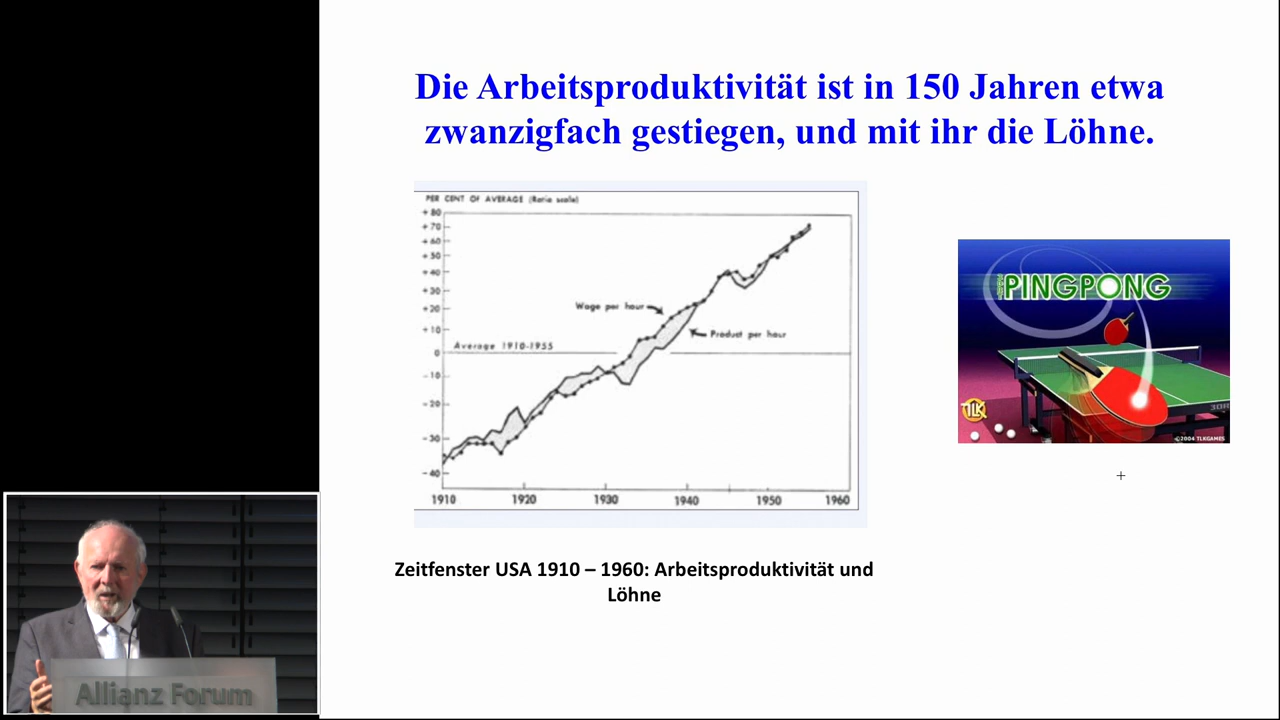 Die Arbeitsproduktivität ist in 150 Jahren etwa
zwanzigfach gestiegen, und mit ihr die Löhne.
PER CENT OF AVERAGE (Ratio scale)
+ 80
+ 70
+ 60
+ 50
+ 40
+ 30
+ 20
+ 10
0
- 10
- 20
- 30
- 40
Wage per hour
Product per hour
Average 1910-1955
1910 1920 1930 1940 1950 1960
PINGPONG
TLK
©2004 TLKGAMES
Zeitfenster USA 1910 – 1960: Arbeitsproduktivität und
Löhne
Allianz Forum